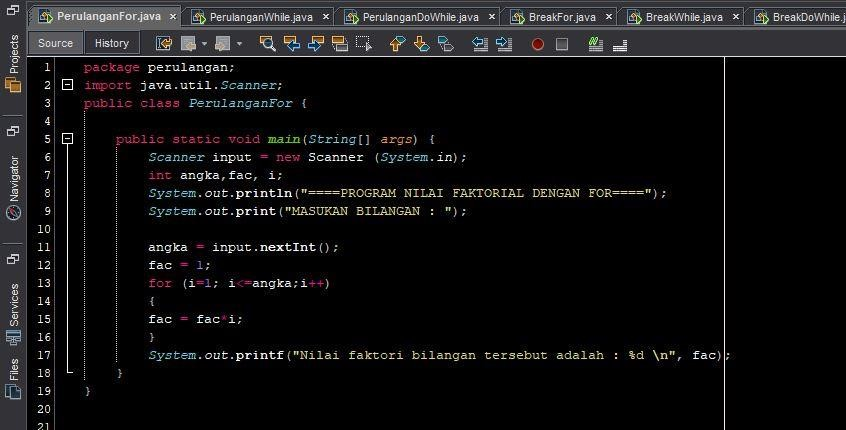 PerulanganFor.java PerulanganWhile.java PerulanganDoWhile.java BreakFor.java BreakWhile.java BreakDoWhile.j
Source History
Projects
Navigator
Services
Files
1 package perulangan;
2 import java.util.Scanner;
3 public class PerulanganFor {
4
5 public static void main(String[] args) {
6 Scanner input = new Scanner (System.in);
7 int angka,fac, i;
8 System.out.println("====PROGRAM NILAI FAKTORIAL DENGAN FOR====");
9 System.out.print("MASUKAN BILANGAN : ");
10
11 angka = input.nextInt();
12 fac = 1;
13 for (i=1; i<=angka;i++)
14 {
15 fac = fac*i;
16 }
17 System.out.printf("Nilai faktori bilangan tersebut adalah : %d \n", fac);
18 }
19 }
20
21